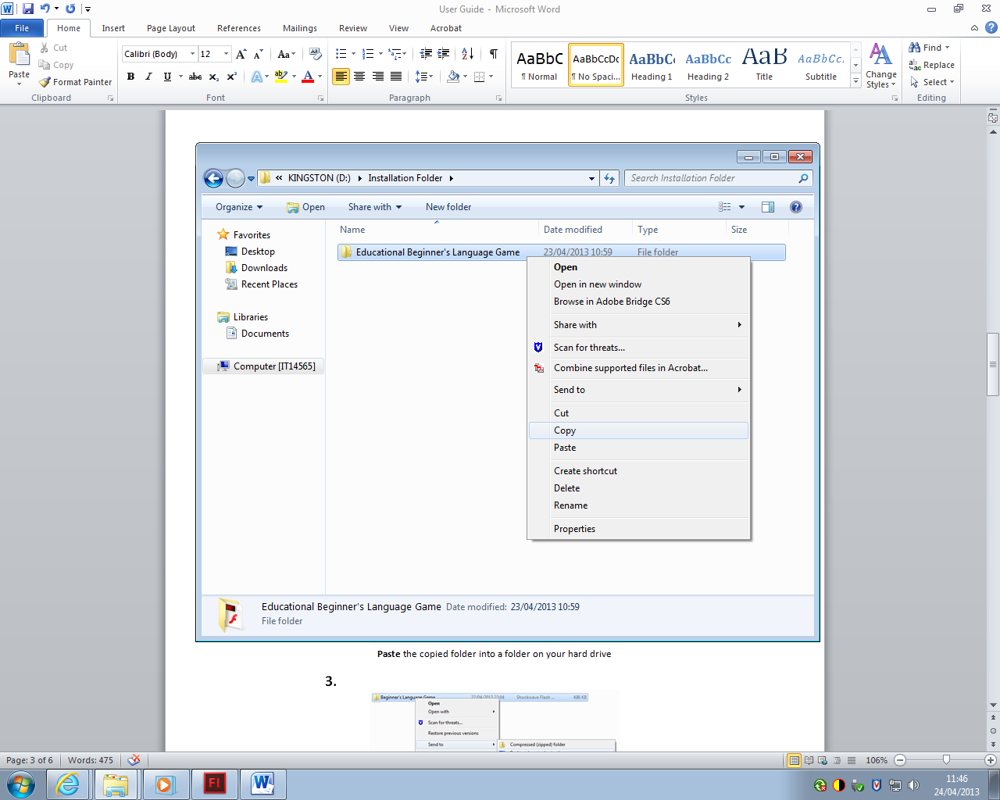 User Guide - Microsoft Word
File Home Insert Page Layout References Mailings Review View Acrobat
Paste
Cut
Copy
Format Painter
Clipboard
Calibri (Body) 12
Font
Paragraph
AaBbC AaBbCcDc AaBbCc AaBbCc AaB AaBbCcI
¶ Normal ¶ No Spaci... Heading 1 Heading 2 Title Subtitle
Change Styles
Styles
Find
Replace
Select
Editing
« KINGSTON (D:) Installation Folder
Search Installation Folder
Organize Open Share with New folder
Name Date modified Type Size
Favorites
Desktop
Downloads
Recent Places
Libraries
Documents
Computer [IT14565]
Educational Beginner's Language Game 23/04/2013 10:59 File folder
Open
Open in new window
Browse in Adobe Bridge CS6
Share with
Scan for threats...
Combine supported files in Acrobat...
Send to
Cut
Copy
Paste
Create shortcut
Delete
Rename
Properties
Educational Beginner's Language Game Date modified: 23/04/2013 10:59
File folder
Paste the copied folder into a folder on your hard drive
3.
Beginner's Language Game 22/04/2013 22:04 Shockwave Flash ... 498 KB
Open
Open with
Scan for threats...
Restore previous versions
Send to
Compressed (zipped) folder
Page: 3 of 6 Words: 475 106%
11:46
24/04/2013